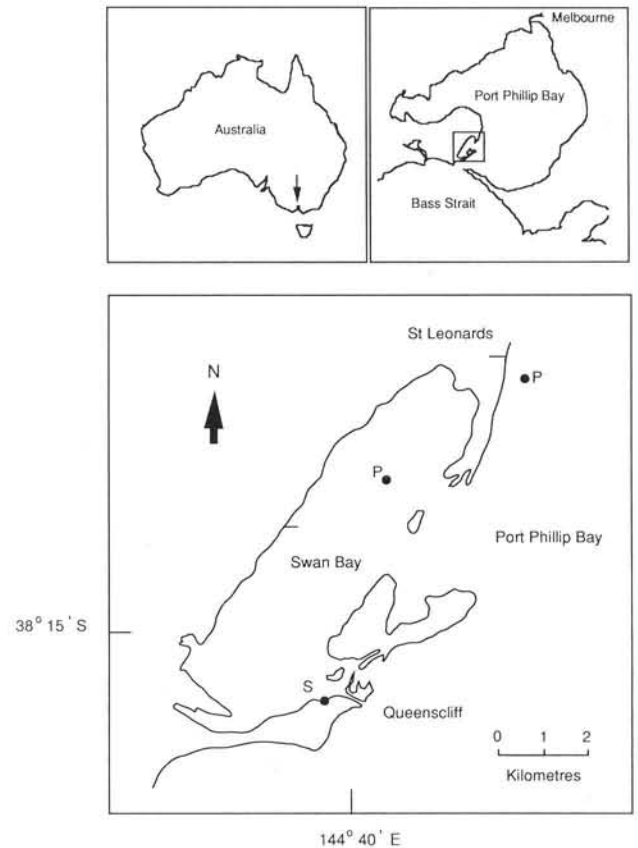 Melbourne
Port Phillip Bay
Australia
Bass Strait
St Leonards
N
P
P
Port Phillip Bay
Swan Bay
38° 15 ' S
S
Queenscliff
0 1 2
Kilometres
144° 40 ' E